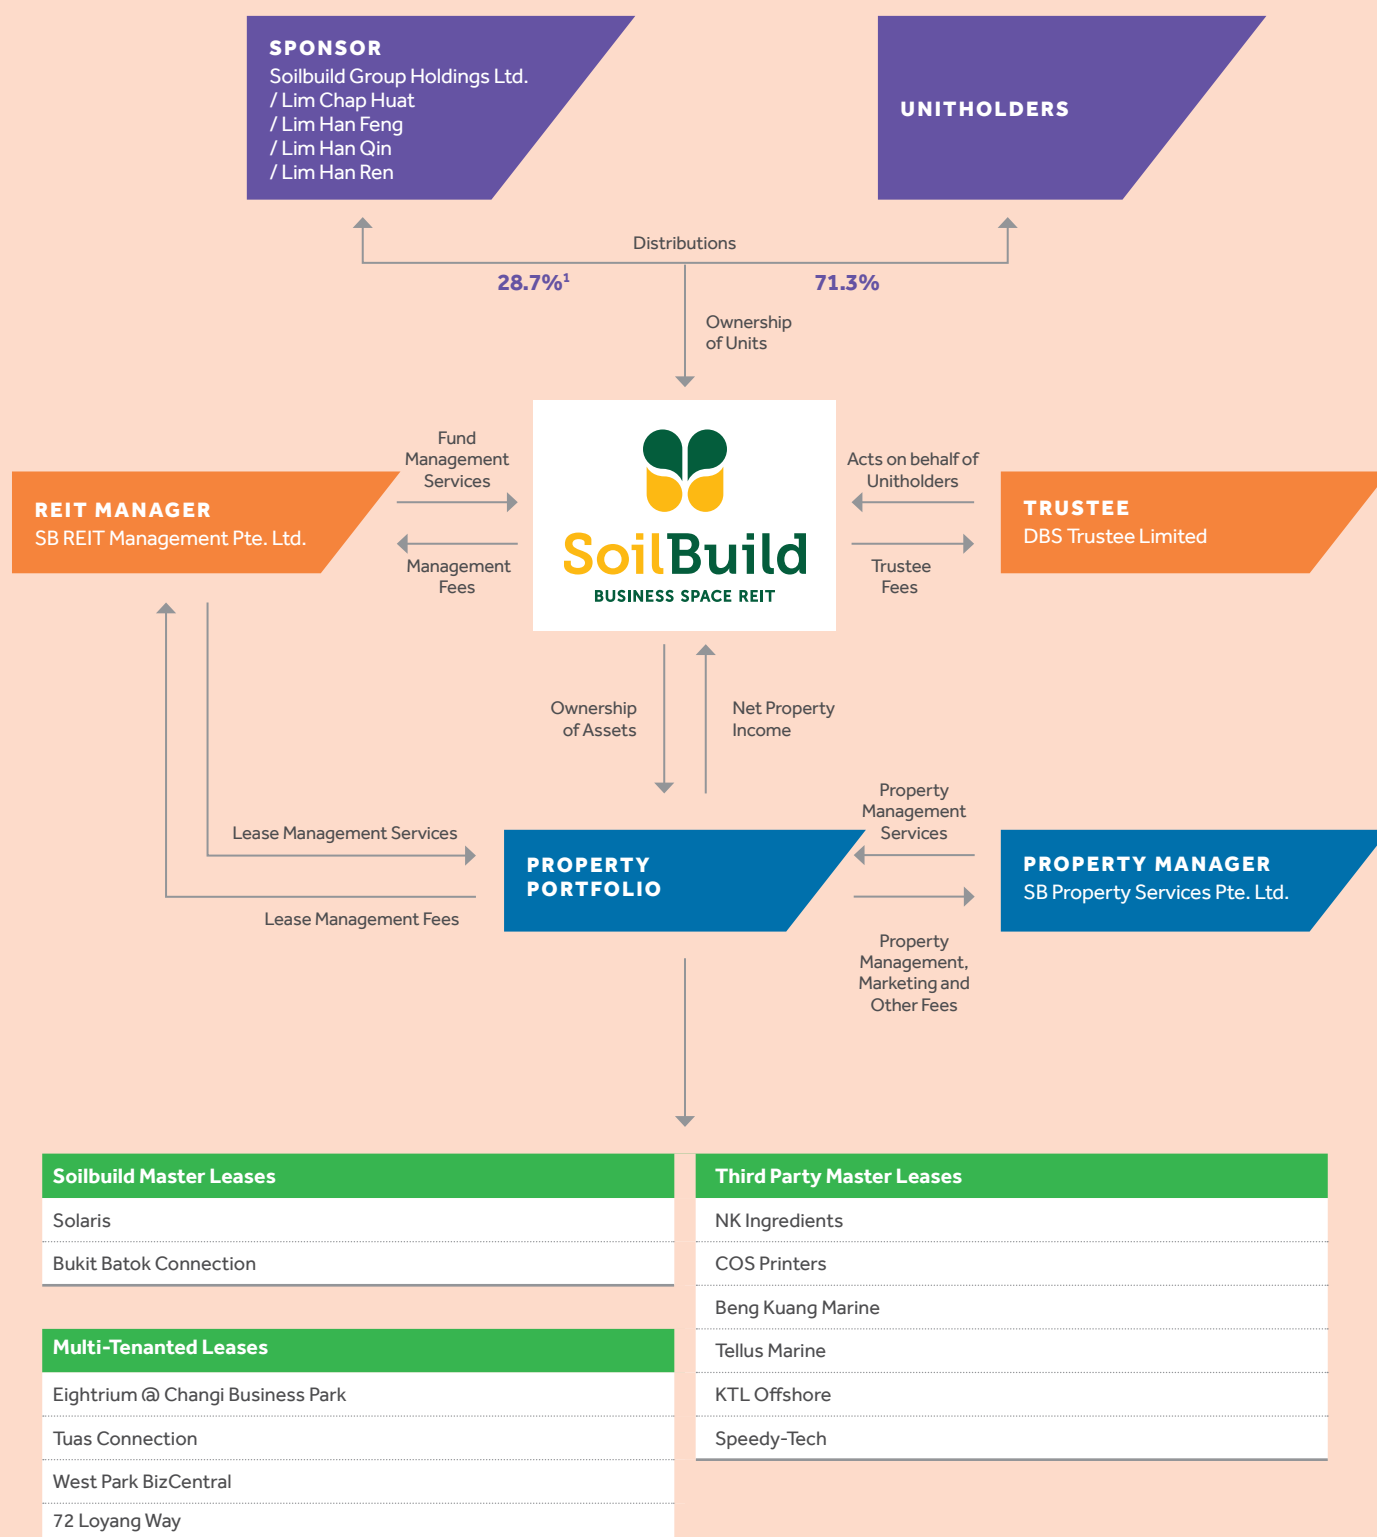 SPONSOR
Soilbuild Group Holdings Ltd.
/ Lim Chap Huat
/ Lim Han Feng
/ Lim Han Qin
/ Lim Han Ren
UNITHOLDERS
Distributions
28.7%¹
71.3%
Ownership
of Units
Fund
Management
Services
REIT MANAGER
SB REIT Management Pte. Ltd.
Management
Fees
SoilBuild
BUSINESS SPACE REIT
Acts on behalf of
Unitholders
Trustee
Fees
TRUSTEE
DBS Trustee Limited
Ownership
of Assets
Net Property
Income
Lease Management Services
Lease Management Fees
PROPERTY
PORTFOLIO
Property
Management
Services
Property
Management,
Marketing and
Other Fees
PROPERTY MANAGER
SB Property Services Pte. Ltd.
Soilbuild Master Leases
Solaris
Bukit Batok Connection
Multi-Tenanted Leases
Eightrium @ Changi Business Park
Tuas Connection
West Park BizCentral
72 Loyang Way
Third Party Master Leases
NK Ingredients
COS Printers
Beng Kuang Marine
Tellus Marine
KTL Offshore
Speedy-Tech